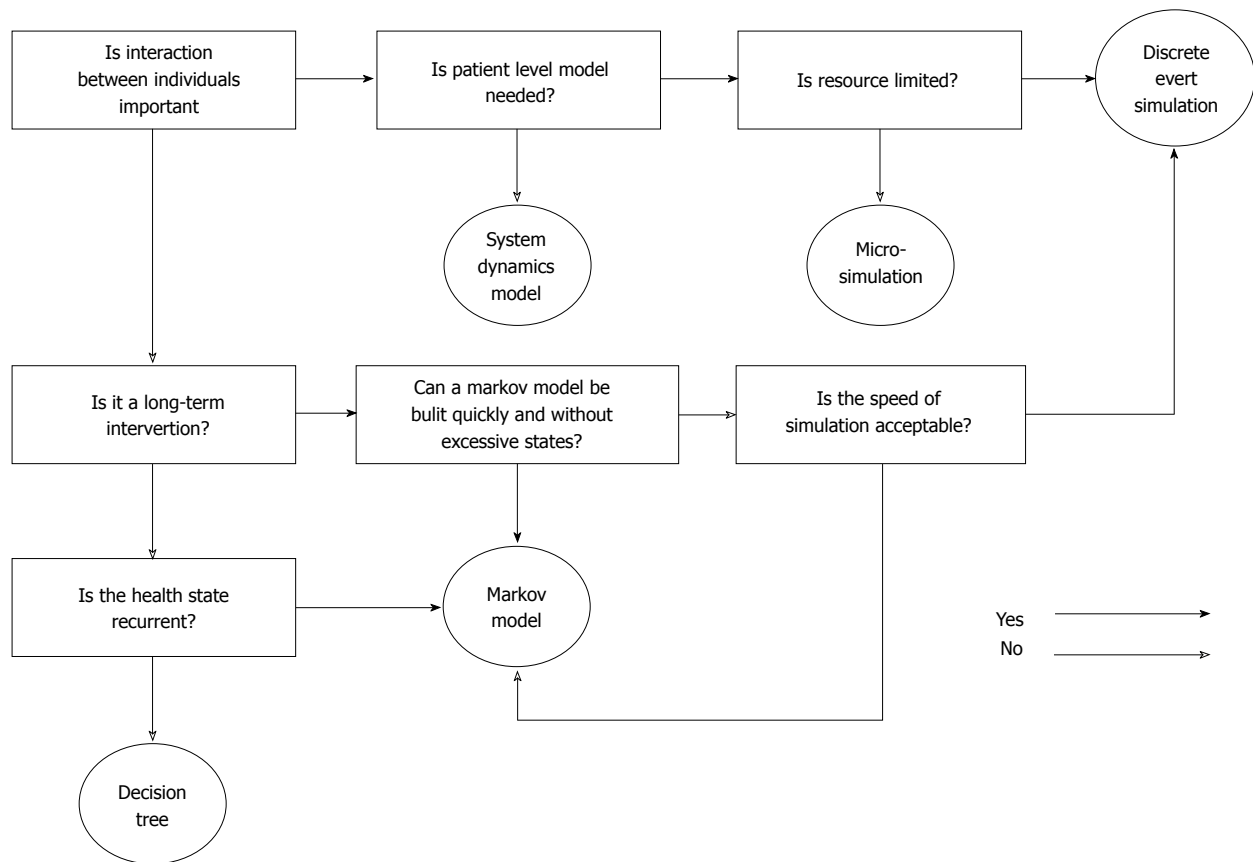 Is interaction
between individuals
important
Is patient level model
needed?
Is resource limited?
Discrete
evert
simulation
System
dynamics
model
Micro-
simulation
Is it a long-term
intervertion?
Can a markov model be
bulit quickly and without
excessive states?
Is the speed of
simulation acceptable?
Is the health state
recurrent?
Markov
model
Yes
No
Decision
tree